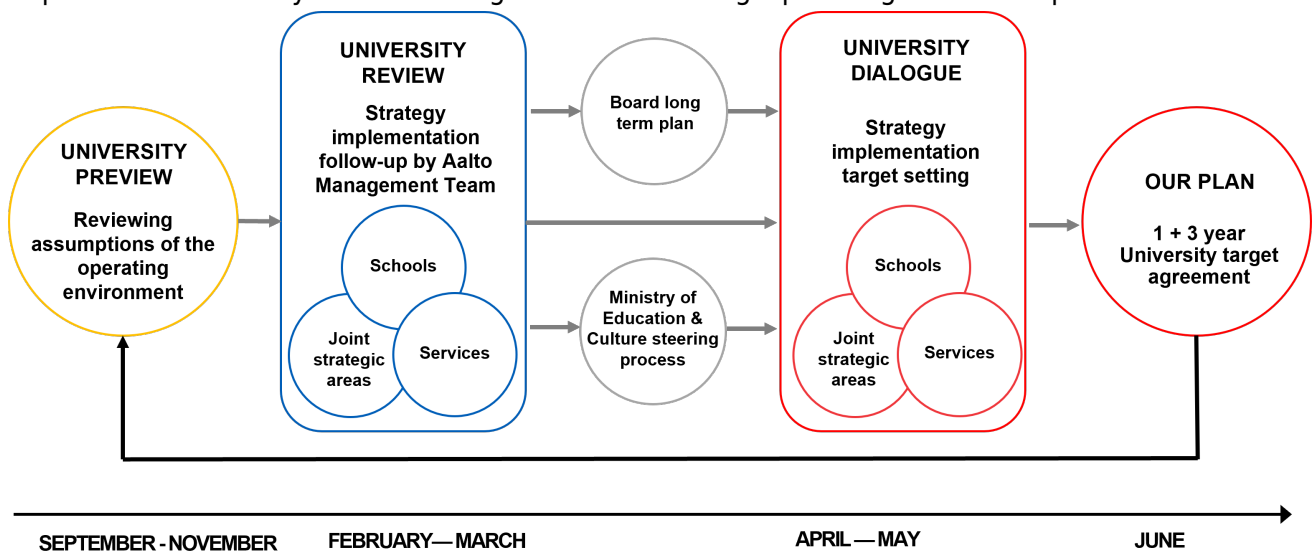 UNIVERSITY
PREVIEW
Reviewing
assumptions of the
operating
environment
UNIVERSITY
REVIEW
Strategy
implementation
follow-up by Aalto
Management Team
Schools
Joint
strategic
areas
Services
Board long
term plan
Ministry of
Education &
Culture steering
process
UNIVERSITY
DIALOGUE
Strategy
implementation
target setting
Schools
Joint
strategic
areas
Services
OUR PLAN
1 + 3 year
University target
agreement
SEPTEMBER - NOVEMBER
FEBRUARY— MARCH
APRIL — MAY
JUNE